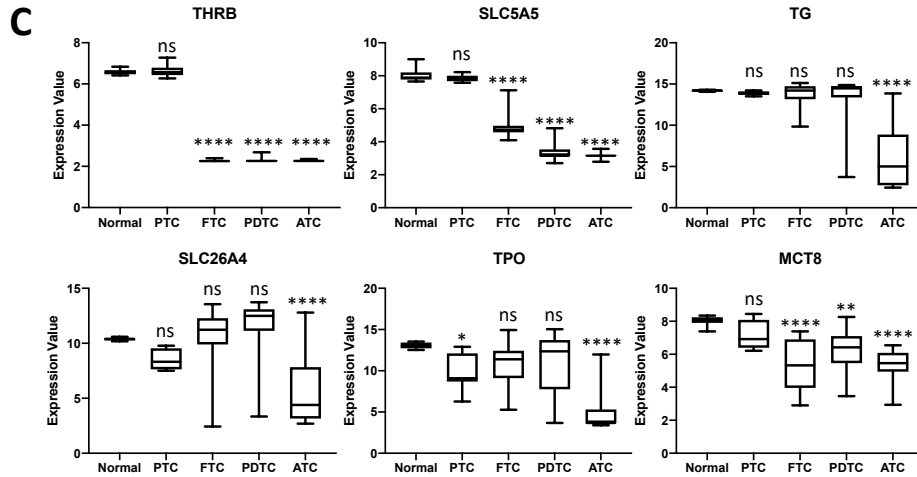 C
THRB
SLC5A5
TG
Expression Value
8
6
4
2
0
ns
****
****
****
Normal
PTC
FTC
PDTC
ATC
Expression Value
10
8
6
4
2
0
ns
****
****
****
Normal
PTC
FTC
PDTC
ATC
Expression Value
20
15
10
5
0
ns
ns
ns
****
Normal
PTC
FTC
PDTC
ATC
SLC26A4
TPO
MCT8
Expression Value
15
10
5
0
ns
ns
ns
****
Normal
PTC
FTC
PDTC
ATC
Expression Value
20
15
10
5
0
*
ns
ns
****
Normal
PTC
FTC
PDTC
ATC
Expression Value
10
8
6
4
2
0
ns
****
**
****
Normal
PTC
FTC
PDTC
ATC